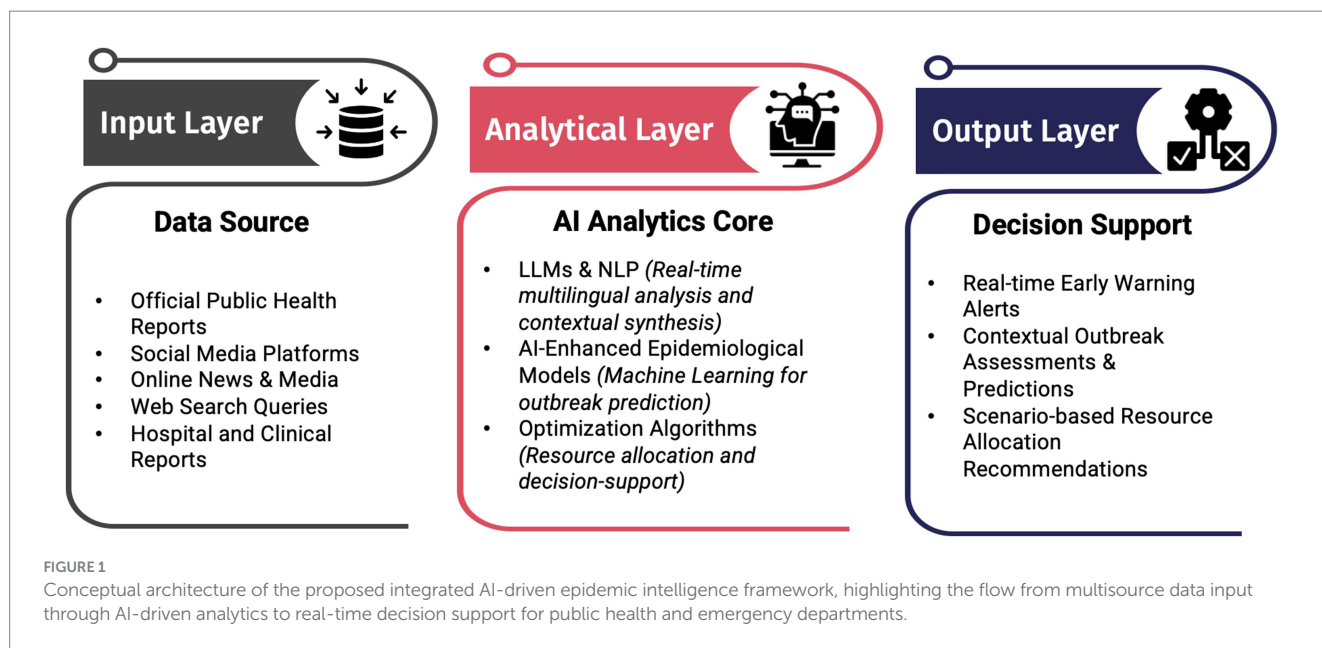 Input Layer
Data Source
• Official Public Health
Reports
• Social Media Platforms
• Online News & Media
• Web Search Queries
• Hospital and Clinical
Reports
Analytical Layer
AI Analytics Core
• LLMs & NLP (Real-time
multilingual analysis and
contextual synthesis)
• AI-Enhanced Epidemiological
Models (Machine Learning for
outbreak prediction)
• Optimization Algorithms
(Resource allocation and
decision-support)
Output Layer
Decision Support
• Real-time Early Warning
Alerts
• Contextual Outbreak
Assessments &
Predictions
• Scenario-based Resource
Allocation
Recommendations
FIGURE 1
Conceptual architecture of the proposed integrated AI-driven epidemic intelligence framework, highlighting the flow from multisource data input
through AI-driven analytics to real-time decision support for public health and emergency departments.